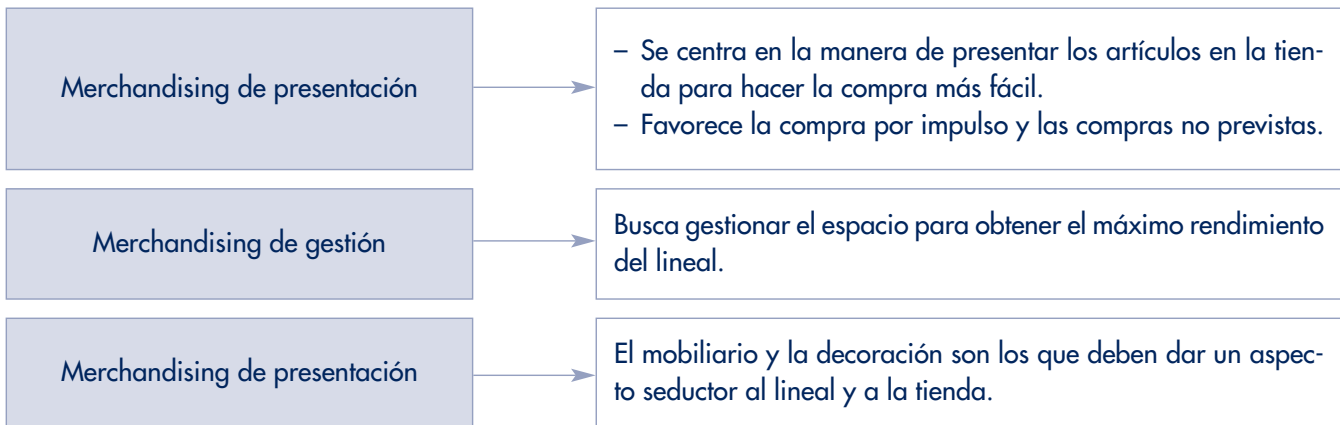 Merchandising de presentación
– Se centra en la manera de presentar los artículos en la tien-
da para hacer la compra más fácil.
– Favorece la compra por impulso y las compras no previstas.
Merchandising de gestión
Busca gestionar el espacio para obtener el máximo rendimiento
del lineal.
Merchandising de presentación
El mobiliario y la decoración son los que deben dar un aspec-
to seductor al lineal y a la tienda.